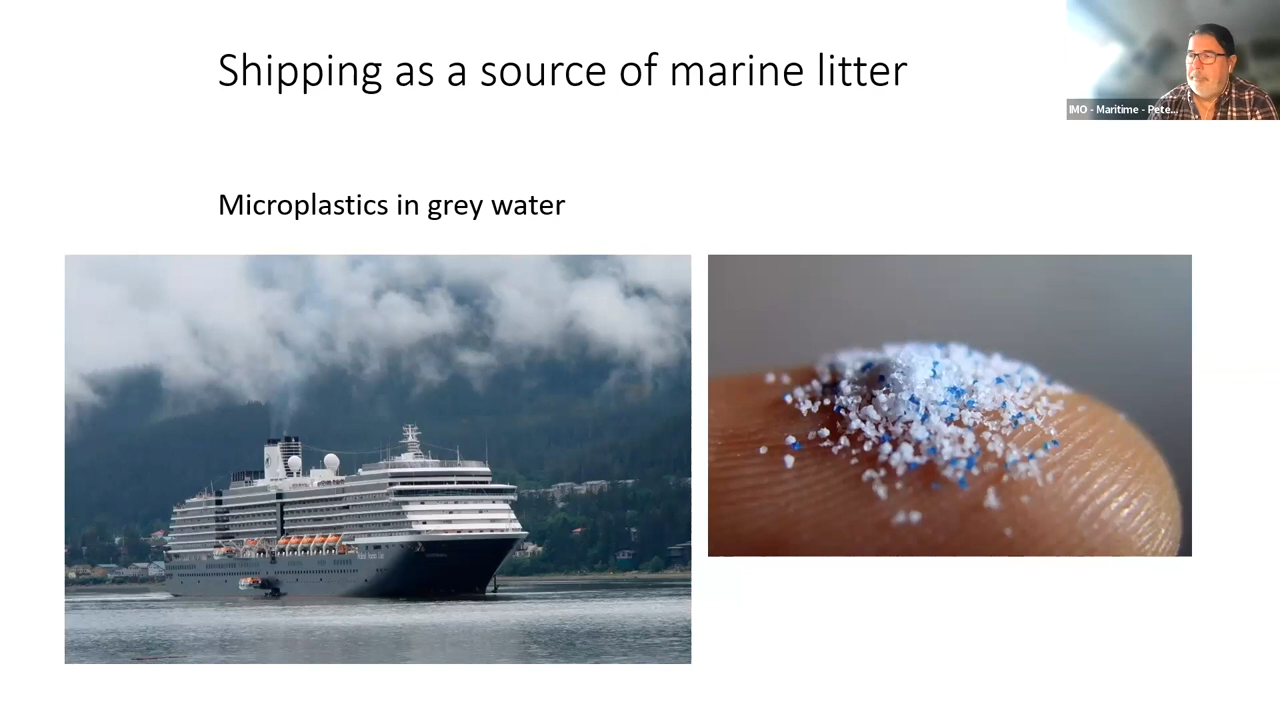 Shipping as a source of marine litter
IMO - Maritime - Pete...
Microplastics in grey water